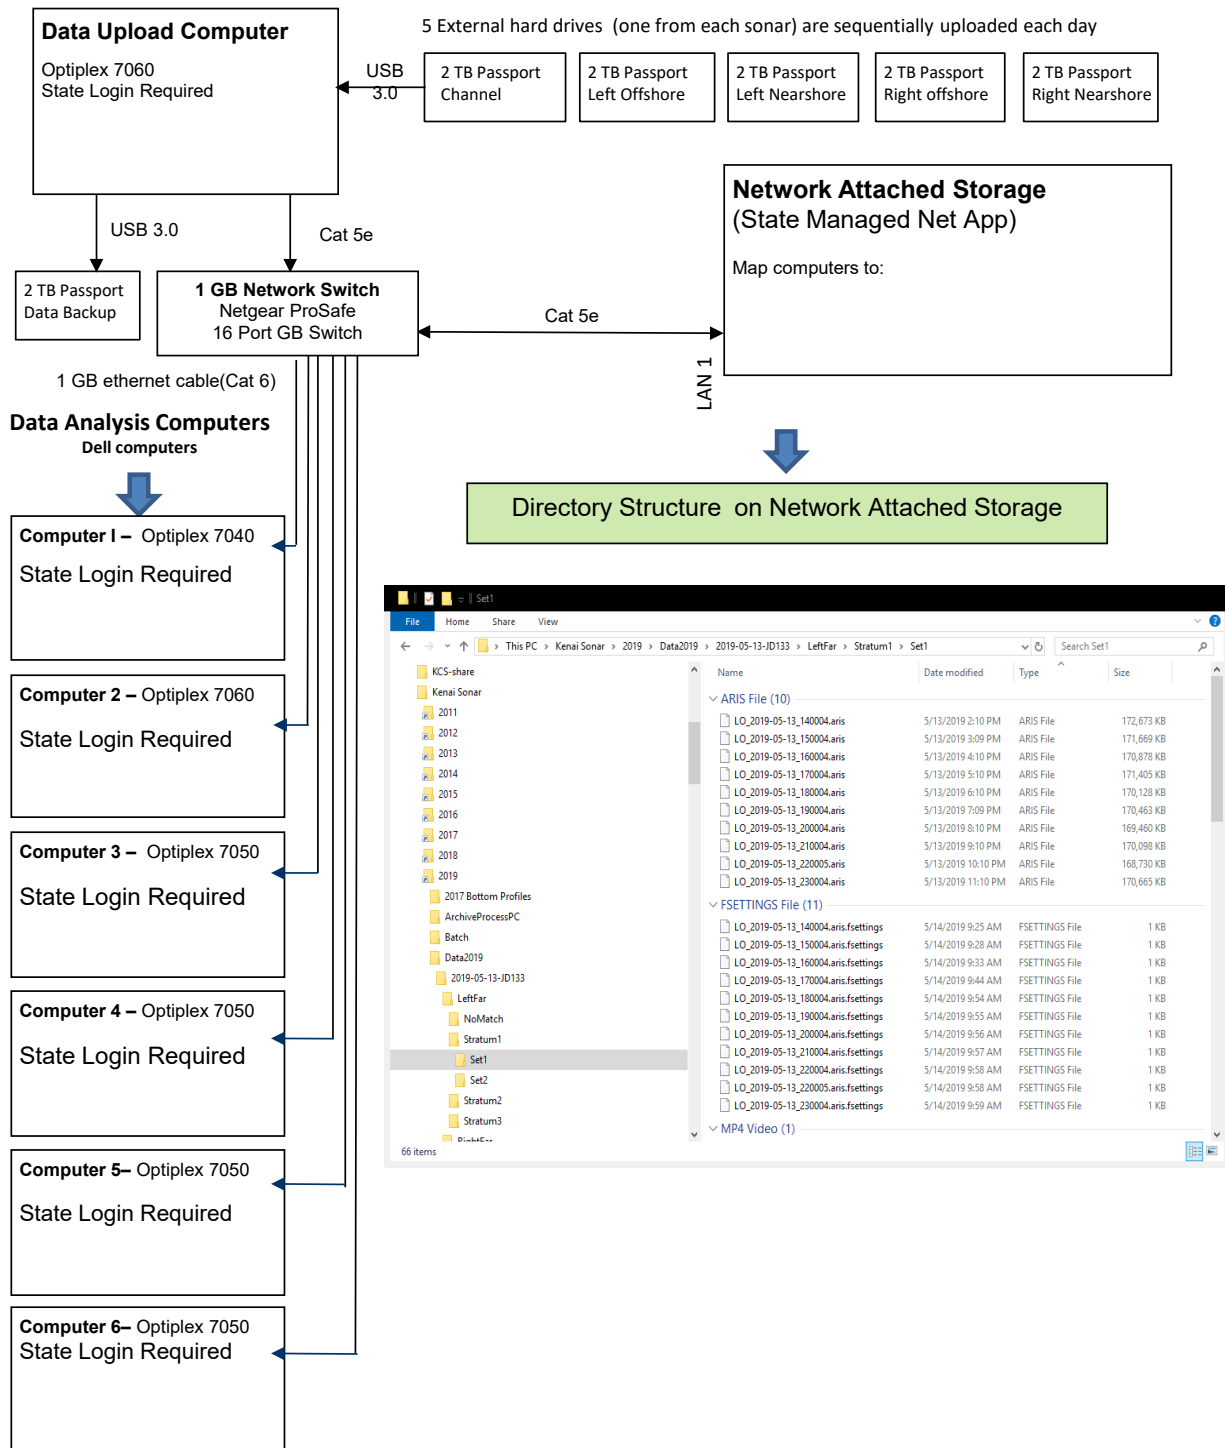 Data Upload Computer
Optiplex 7060
State Login Required
5 External hard drives (one from each sonar) are sequentially uploaded each day
USB
3.0
2 TB Passport
Channel
2 TB Passport
Left Offshore
2 TB Passport
Left Nearshore
2 TB Passport
Right offshore
2 TB Passport
Right Nearshore
Network Attached Storage
(State Managed Net App)
Map computers to:
USB 3.0
Cat 5e
2 TB Passport
Data Backup
1 GB Network Switch
Netgear ProSafe
16 Port GB Switch
Cat 5e
LAN 1
1 GB ethernet cable(Cat 6)
Data Analysis Computers
Dell computers
Directory Structure on Network Attached Storage
Computer I – Optiplex 7040
State Login Required
Computer 2 – Optiplex 7060
State Login Required
Computer 3 – Optiplex 7050
State Login Required
Computer 4 – Optiplex 7050
State Login Required
Computer 5– Optiplex 7050
State Login Required
Computer 6– Optiplex 7050
State Login Required
Set1
File Home Share View
This PC > Kenai Sonar > 2019 > Data2019 > 2019-05-13-JD133 > LeftFar > Stratum1 > Set1
Search Set1
KCS-share
Kenai Sonar
2011
2012
2013
2014
2015
2016
2017
2018
2019
2017 Bottom Profiles
ArchiveProcessPC
Batch
Data2019
2019-05-13-JD133
LeftFar
NoMatch
Stratum1
Set1
Set2
Stratum2
Stratum3
RightFar
Name Date modified Type Size
ARIS File (10)
LO_2019-05-13_140004.aris 5/13/2019 2:10 PM ARIS File 172,673 KB
LO_2019-05-13_150004.aris 5/13/2019 3:09 PM ARIS File 171,669 KB
LO_2019-05-13_160004.aris 5/13/2019 4:10 PM ARIS File 170,878 KB
LO_2019-05-13_170004.aris 5/13/2019 5:10 PM ARIS File 171,405 KB
LO_2019-05-13_180004.aris 5/13/2019 6:10 PM ARIS File 170,128 KB
LO_2019-05-13_190004.aris 5/13/2019 7:09 PM ARIS File 170,463 KB
LO_2019-05-13_200004.aris 5/13/2019 8:10 PM ARIS File 169,460 KB
LO_2019-05-13_210004.aris 5/13/2019 9:10 PM ARIS File 170,098 KB
LO_2019-05-13_220005.aris 5/13/2019 10:10 PM ARIS File 168,730 KB
LO_2019-05-13_230004.aris 5/13/2019 11:10 PM ARIS File 170,665 KB
FSETTINGS File (11)
LO_2019-05-13_140004.aris.fsettings 5/14/2019 9:25 AM FSETTINGS File 1 KB
LO_2019-05-13_150004.aris.fsettings 5/14/2019 9:28 AM FSETTINGS File 1 KB
LO_2019-05-13_160004.aris.fsettings 5/14/2019 9:33 AM FSETTINGS File 1 KB
LO_2019-05-13_170004.aris.fsettings 5/14/2019 9:44 AM FSETTINGS File 1 KB
LO_2019-05-13_180004.aris.fsettings 5/14/2019 9:54 AM FSETTINGS File 1 KB
LO_2019-05-13_190004.aris.fsettings 5/14/2019 9:55 AM FSETTINGS File 1 KB
LO_2019-05-13_200004.aris.fsettings 5/14/2019 9:56 AM FSETTINGS File 1 KB
LO_2019-05-13_210004.aris.fsettings 5/14/2019 9:57 AM FSETTINGS File 1 KB
LO_2019-05-13_220004.aris.fsettings 5/14/2019 9:58 AM FSETTINGS File 1 KB
LO_2019-05-13_220005.aris.fsettings 5/14/2019 9:58 AM FSETTINGS File 1 KB
LO_2019-05-13_230004.aris.fsettings 5/14/2019 9:59 AM FSETTINGS File 1 KB
MP4 Video (1)
66 items